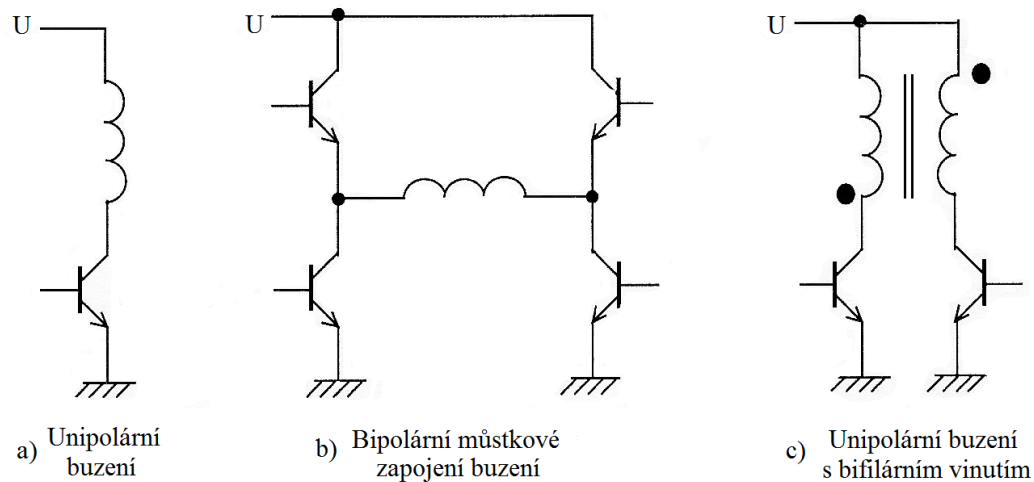 U
U
U
a) Unipolární
buzení
b) Bipolární můstkové
zapojení buzení
c) Unipolární buzení
s bifilárním vinutím